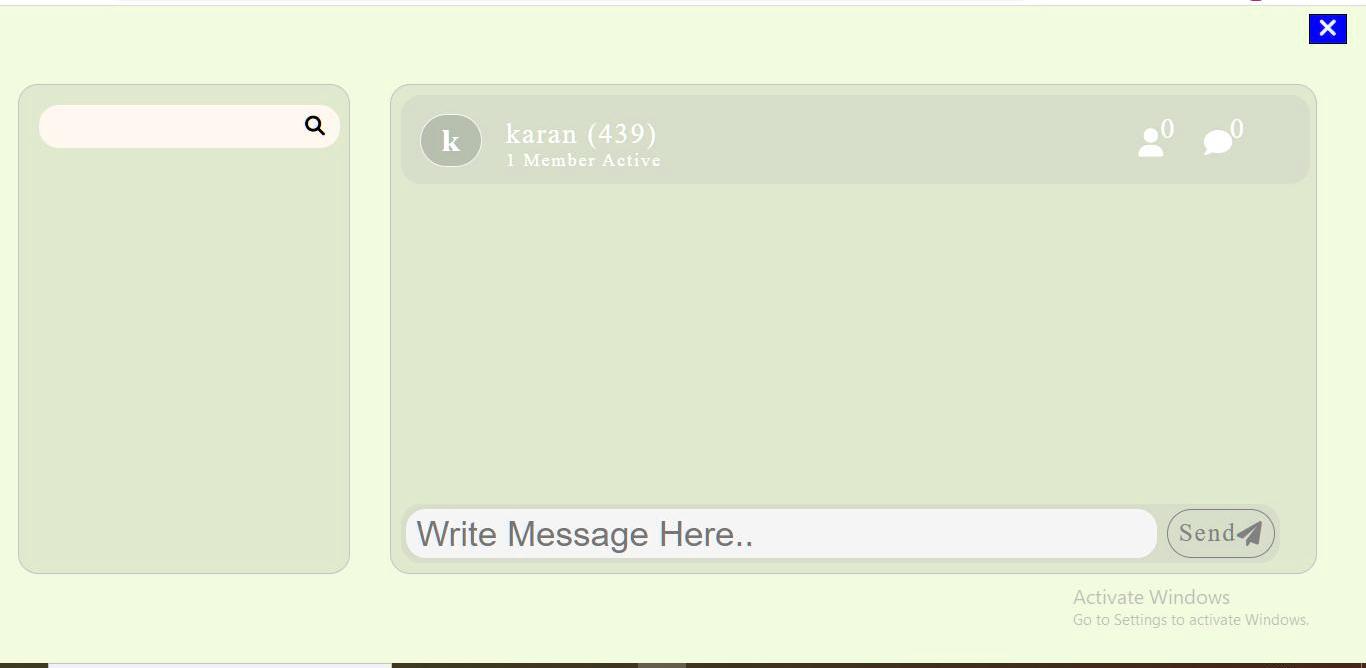 k
karan (439)
1 Member Active
0
0
Write Message Here..
Send
Activate Windows
Go to Settings to activate Windows.